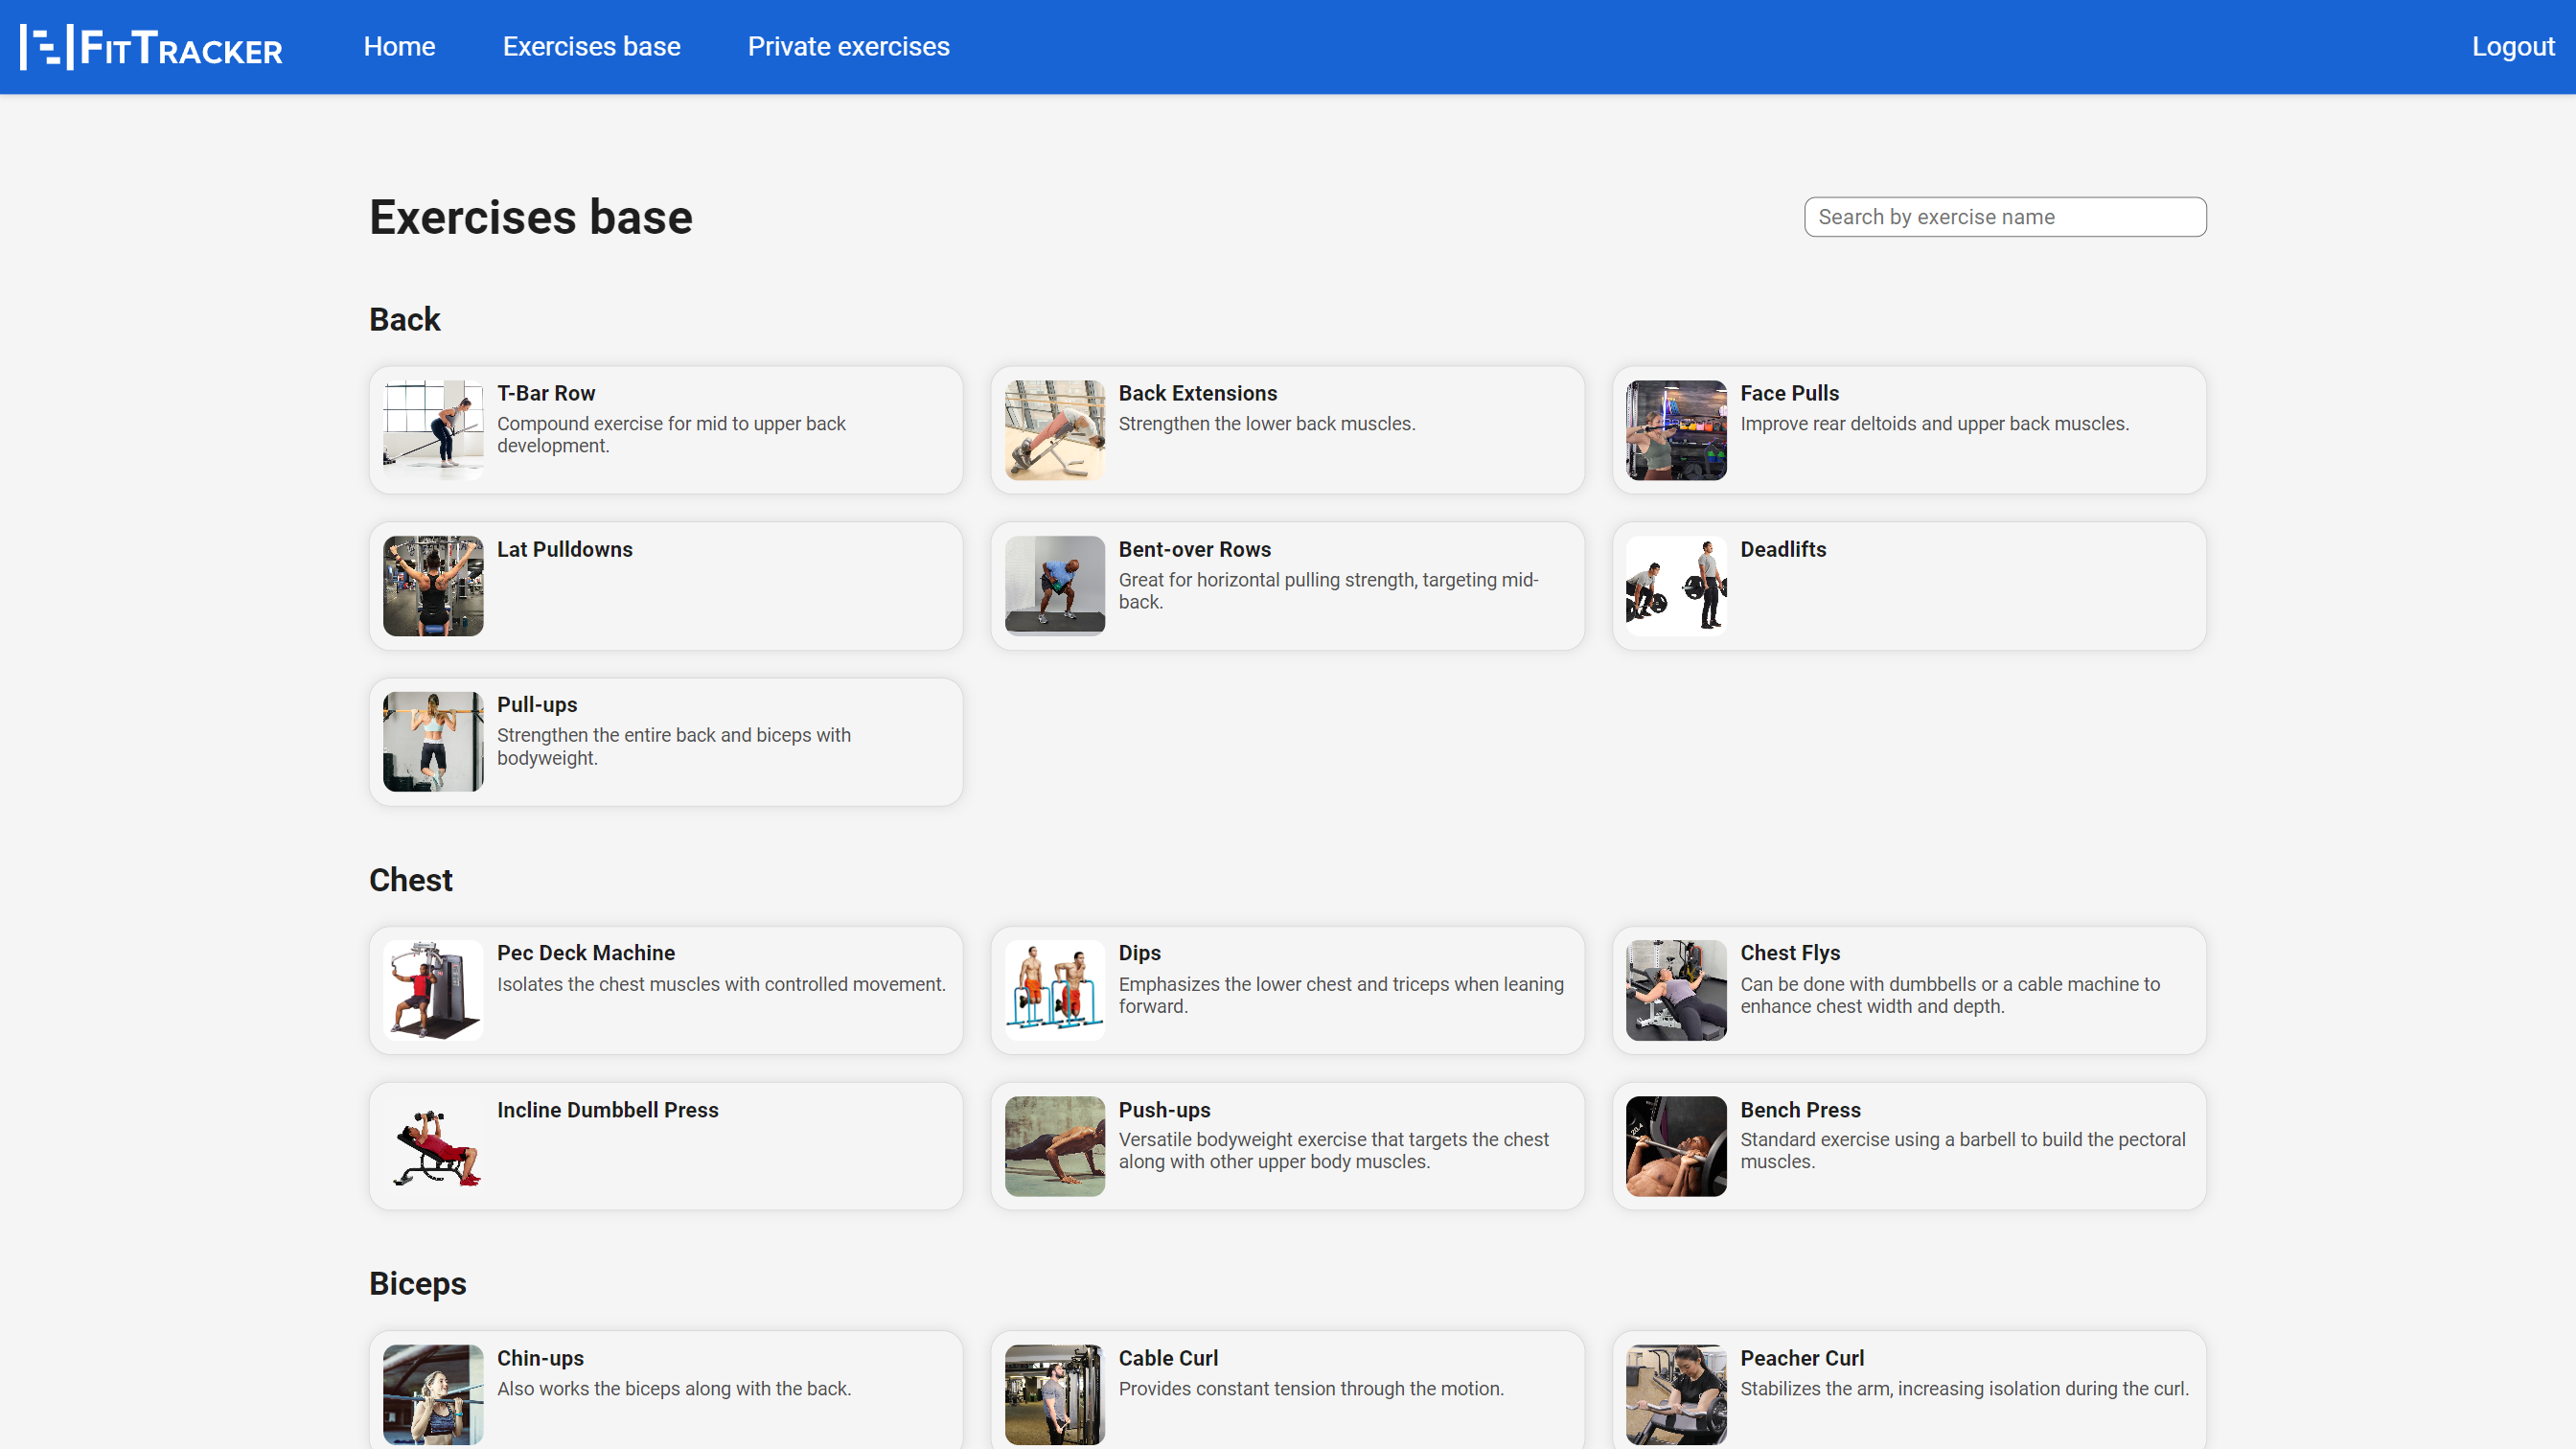 FITTRACKER
Home
Exercises base
Private exercises
Logout
Exercises base
Search by exercise name
Back
T-Bar Row
Compound exercise for mid to upper back
development.
Back Extensions
Strengthen the lower back muscles.
Face Pulls
Improve rear deltoids and upper back muscles.
Lat Pulldowns
Bent-over Rows
Great for horizontal pulling strength, targeting mid-
back.
Deadlifts
Pull-ups
Strengthen the entire back and biceps with
bodyweight.
Chest
Pec Deck Machine
Isolates the chest muscles with controlled movement.
Dips
Emphasizes the lower chest and triceps when leaning
forward.
Chest Flys
Can be done with dumbbells or a cable machine to
enhance chest width and depth.
Incline Dumbbell Press
Push-ups
Versatile bodyweight exercise that targets the chest
along with other upper body muscles.
Bench Press
Standard exercise using a barbell to build the pectoral
muscles.
Biceps
Chin-ups
Also works the biceps along with the back.
Cable Curl
Provides constant tension through the motion.
Peacher Curl
Stabilizes the arm, increasing isolation during the curl.